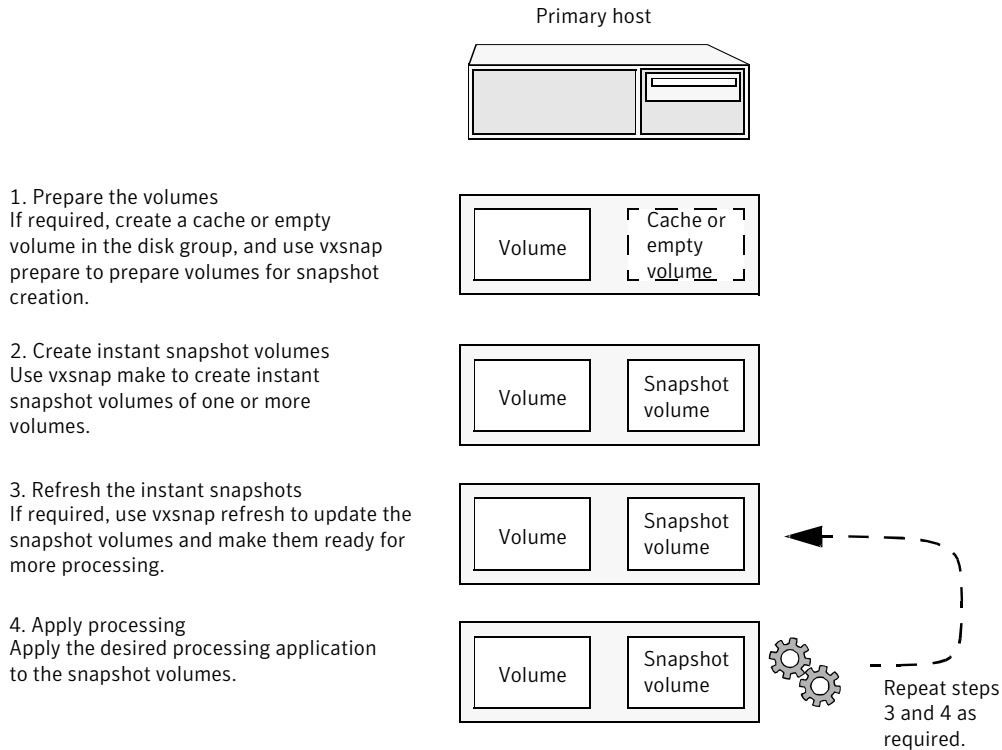 Primary host
1. Prepare the volumes
If required, create a cache or empty
volume in the disk group, and use vxsnap
prepare to prepare volumes for snapshot
creation.
Volume
Cache or
empty
volume
2. Create instant snapshot volumes
Use vxsnap make to create instant
snapshot volumes of one or more
volumes.
Volume
Snapshot
volume
3. Refresh the instant snapshots
If required, use vxsnap refresh to update the
snapshot volumes and make them ready for
more processing.
Volume
Snapshot
volume
4. Apply processing
Apply the desired processing application
to the snapshot volumes.
Volume
Snapshot
volume
Repeat steps
3 and 4 as
required.